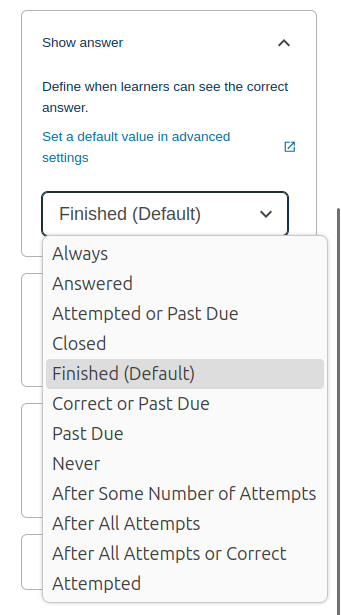 Show answer
Define when learners can see the correct
answer.
Set a default value in advanced
settings
Finished (Default)
Always
Answered
Attempted or Past Due
Closed
Finished (Default)
Correct or Past Due
Past Due
Never
After Some Number of Attempts
After All Attempts
After All Attempts or Correct
Attempted